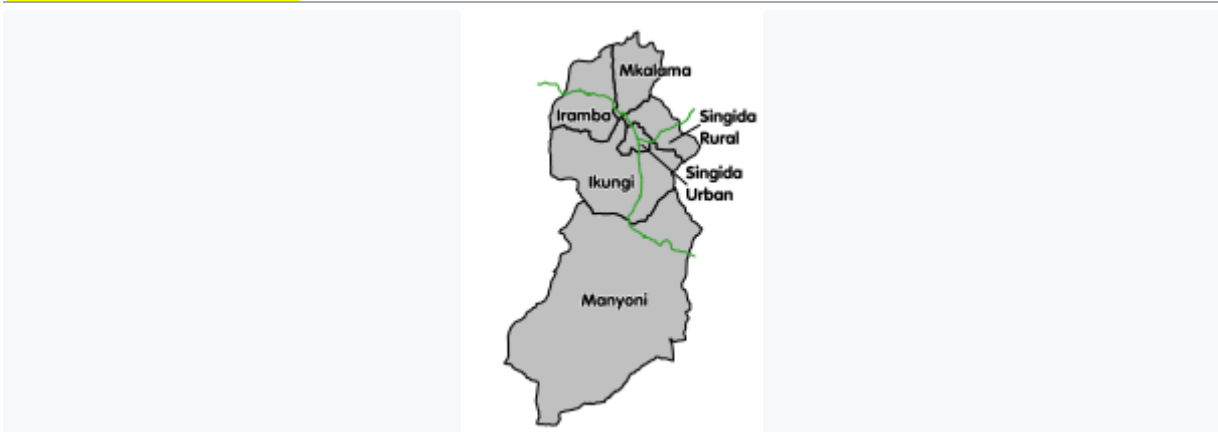 Mkalama
Iramba
Singida
Rural
Ikungi
Singida
Urban
Manyoni